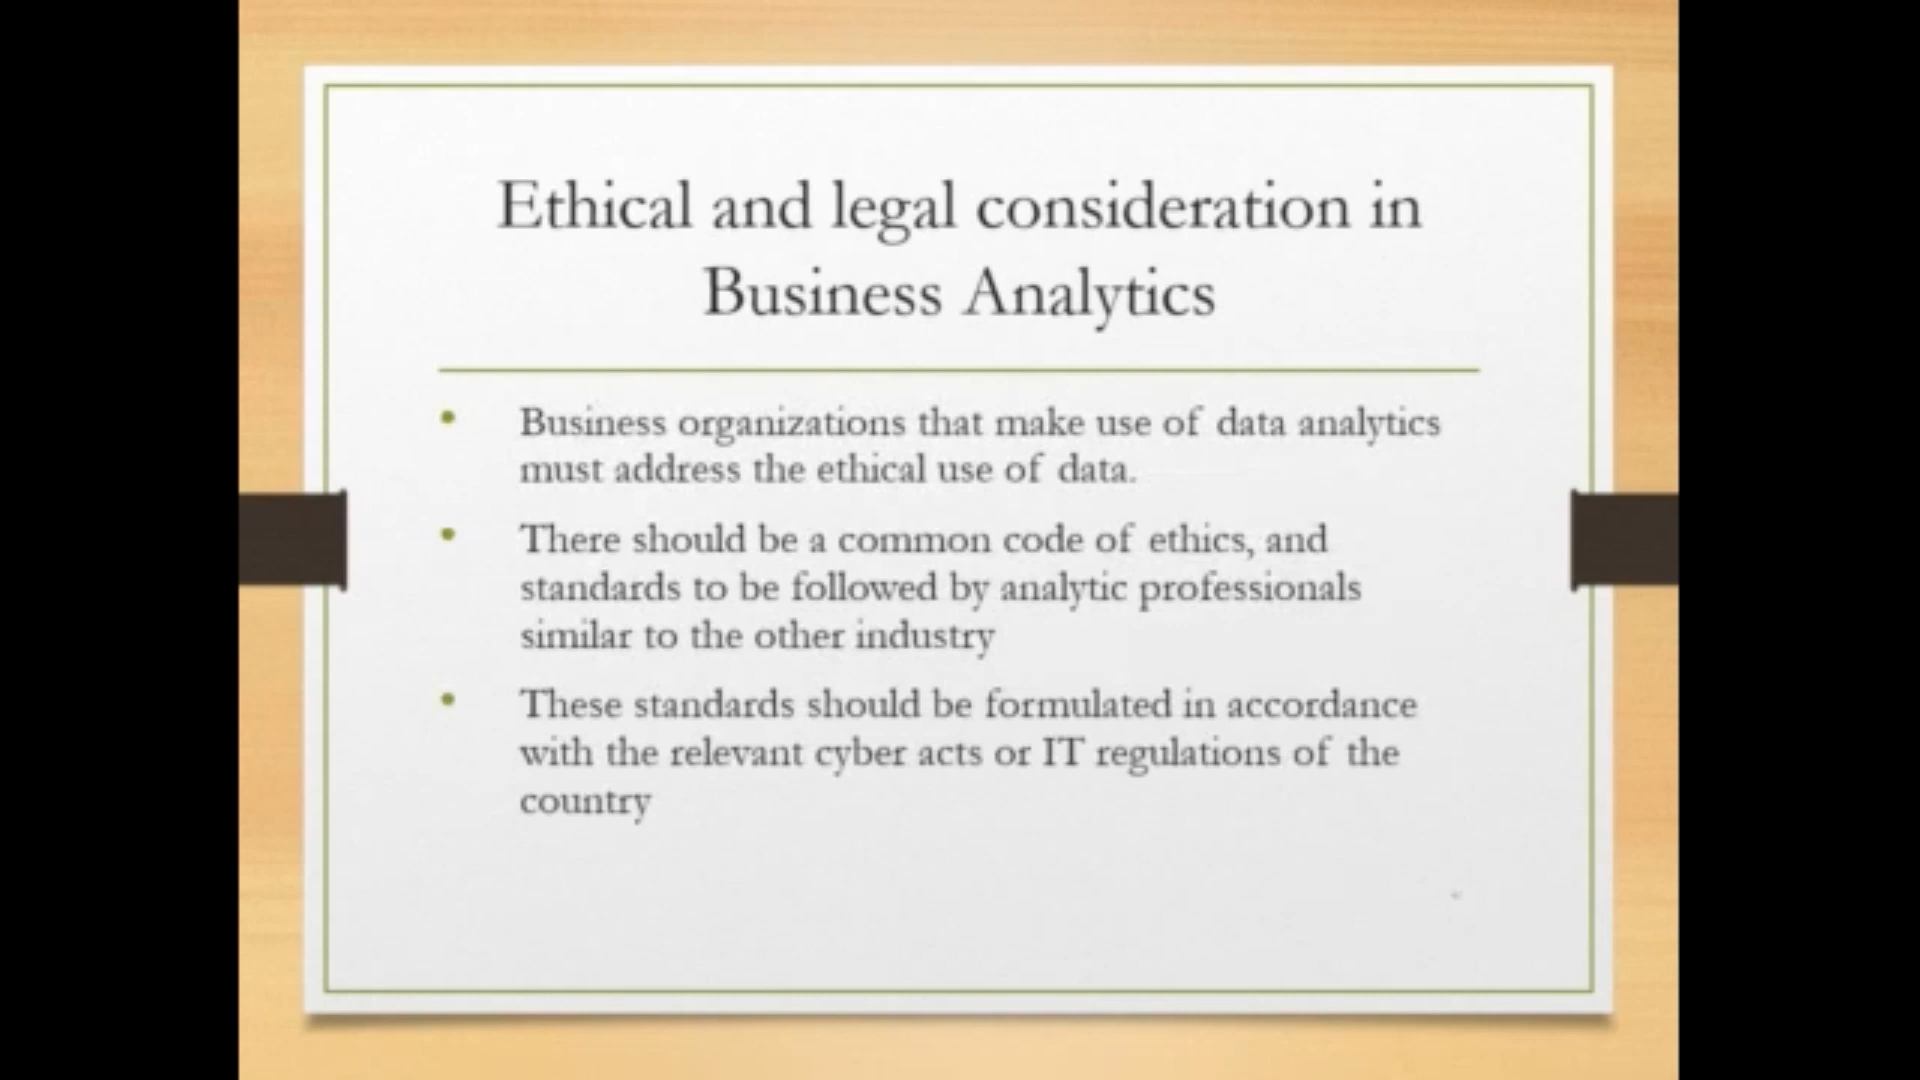 Ethical and legal consideration in
Business Analytics
Business organizations that make use of data analytics
must address the ethical use of data.
There should be a common code of ethics, and
standards to be followed by analytic professionals
similar to the other industry
These standards should be formulated in accordance
with the relevant cyber acts or IT regulations of the
country